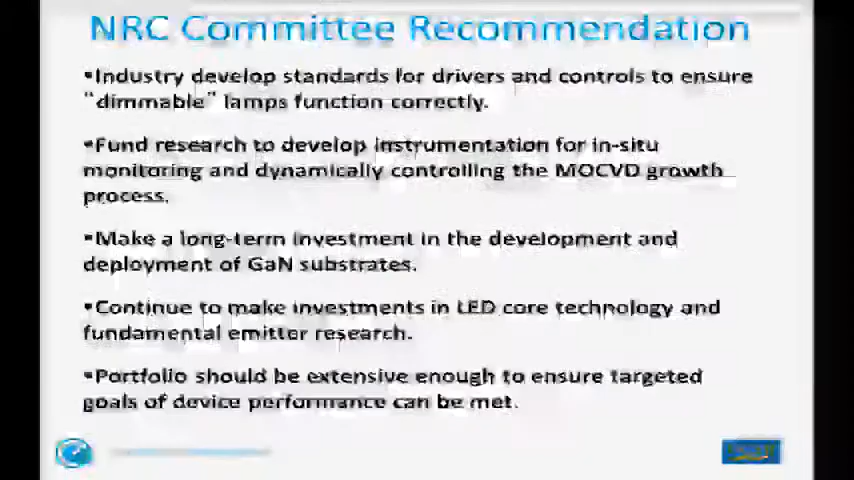 NRC Committee Recommendation
▪Industry develop standards for drivers and controls to ensure
“dimmable” lamps function correctly.
▪Fund research to develop instrumentation for in-situ
monitoring and dynamically controlling the MOCVD growth
process.
▪Make a long-term investment in the development and
deployment of GaN substrates.
▪Continue to make investments in LED core technology and
fundamental emitter research.
▪Portfolio should be extensive enough to ensure targeted
goals of device performance can be met.